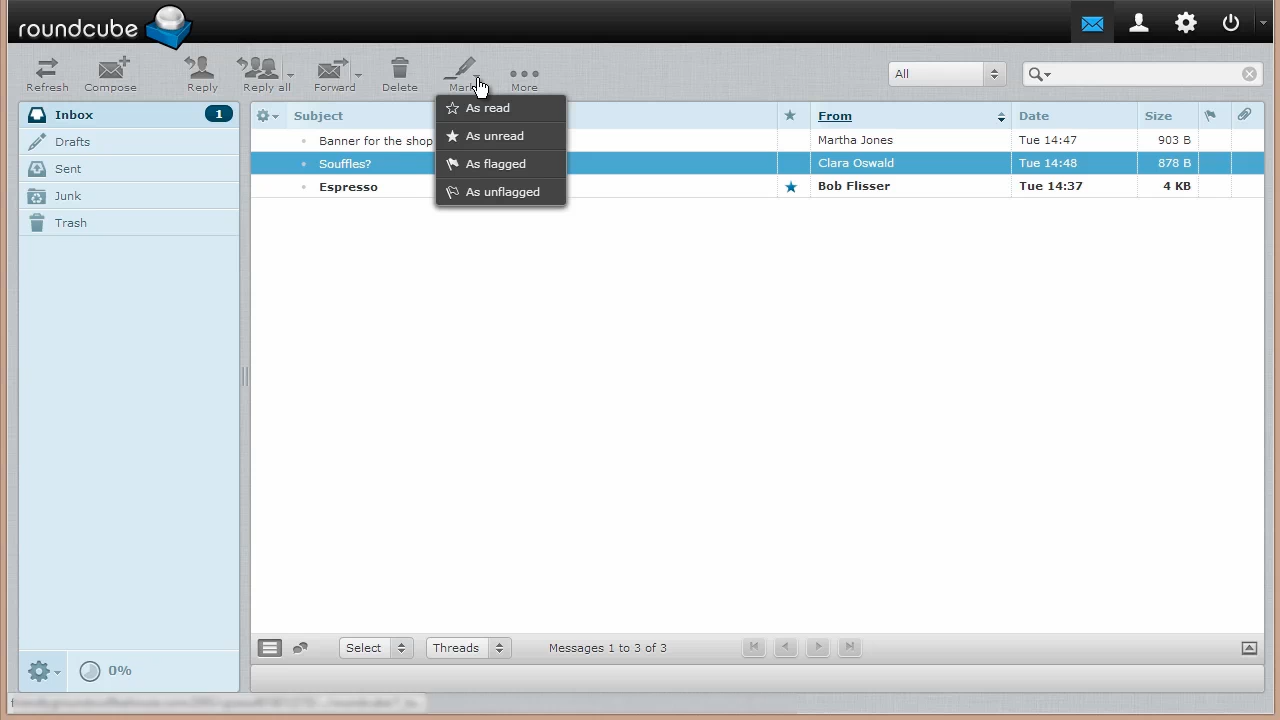 roundcube
Refresh Compose Reply Reply all Forward Delete Mark More All
As read
As unread
As flagged
As unflagged
Inbox 1
Drafts
Sent
Junk
Trash
Subject From Date Size
Banner for the shop Martha Jones Tue 14:47 903 B
Souffles? Clara Oswald Tue 14:48 878 B
Espresso Bob Flisser Tue 14:37 4 KB
Select Threads Messages 1 to 3 of 3
0%